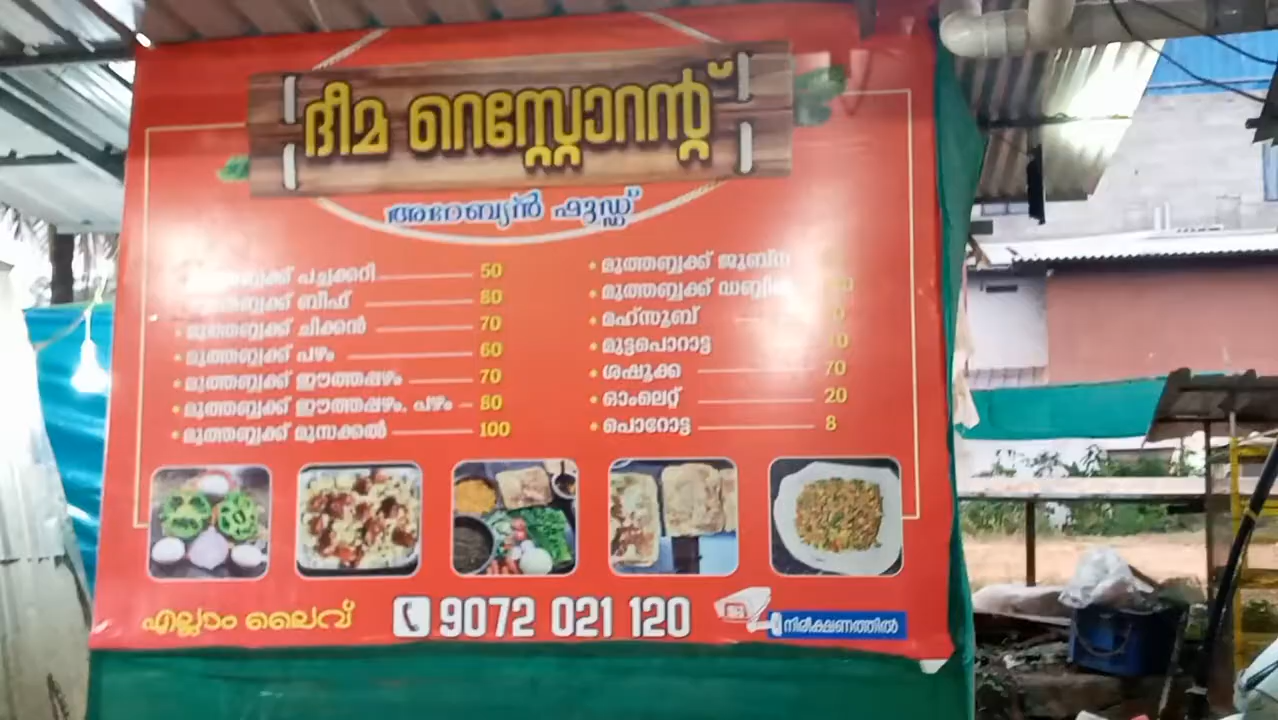 ദീമ റെസ്റ്റോറന്റ്
അറേബ്യൻ ഫുഡ്ഡ്
മുത്തബ്ബക്ക് പച്ചക്കറി 50
മുത്തബ്ബക്ക് ബീഫ് 80
മുത്തബ്ബക്ക് ചിക്കൻ 70
മുത്തബ്ബക്ക് പഴം 60
മുത്തബ്ബക്ക് ഈത്തപ്പഴം 70
മുത്തബ്ബക്ക് ഈത്തപ്പഴം. പഴം 80
മുത്തബ്ബക്ക് മുസക്കൽ 100
മുത്തബ്ബക്ക്
മുത്തബ്ബക്ക്
മഹ്സൂബ്
മുട്ടപൊറാട്ട
ശഷൂക്ക 70
ഓംലെറ്റ് 20
പൊറോട്ട 8
എല്ലാം ലൈവ്
9072 021 120
നിരീക്ഷണത്തിൽ